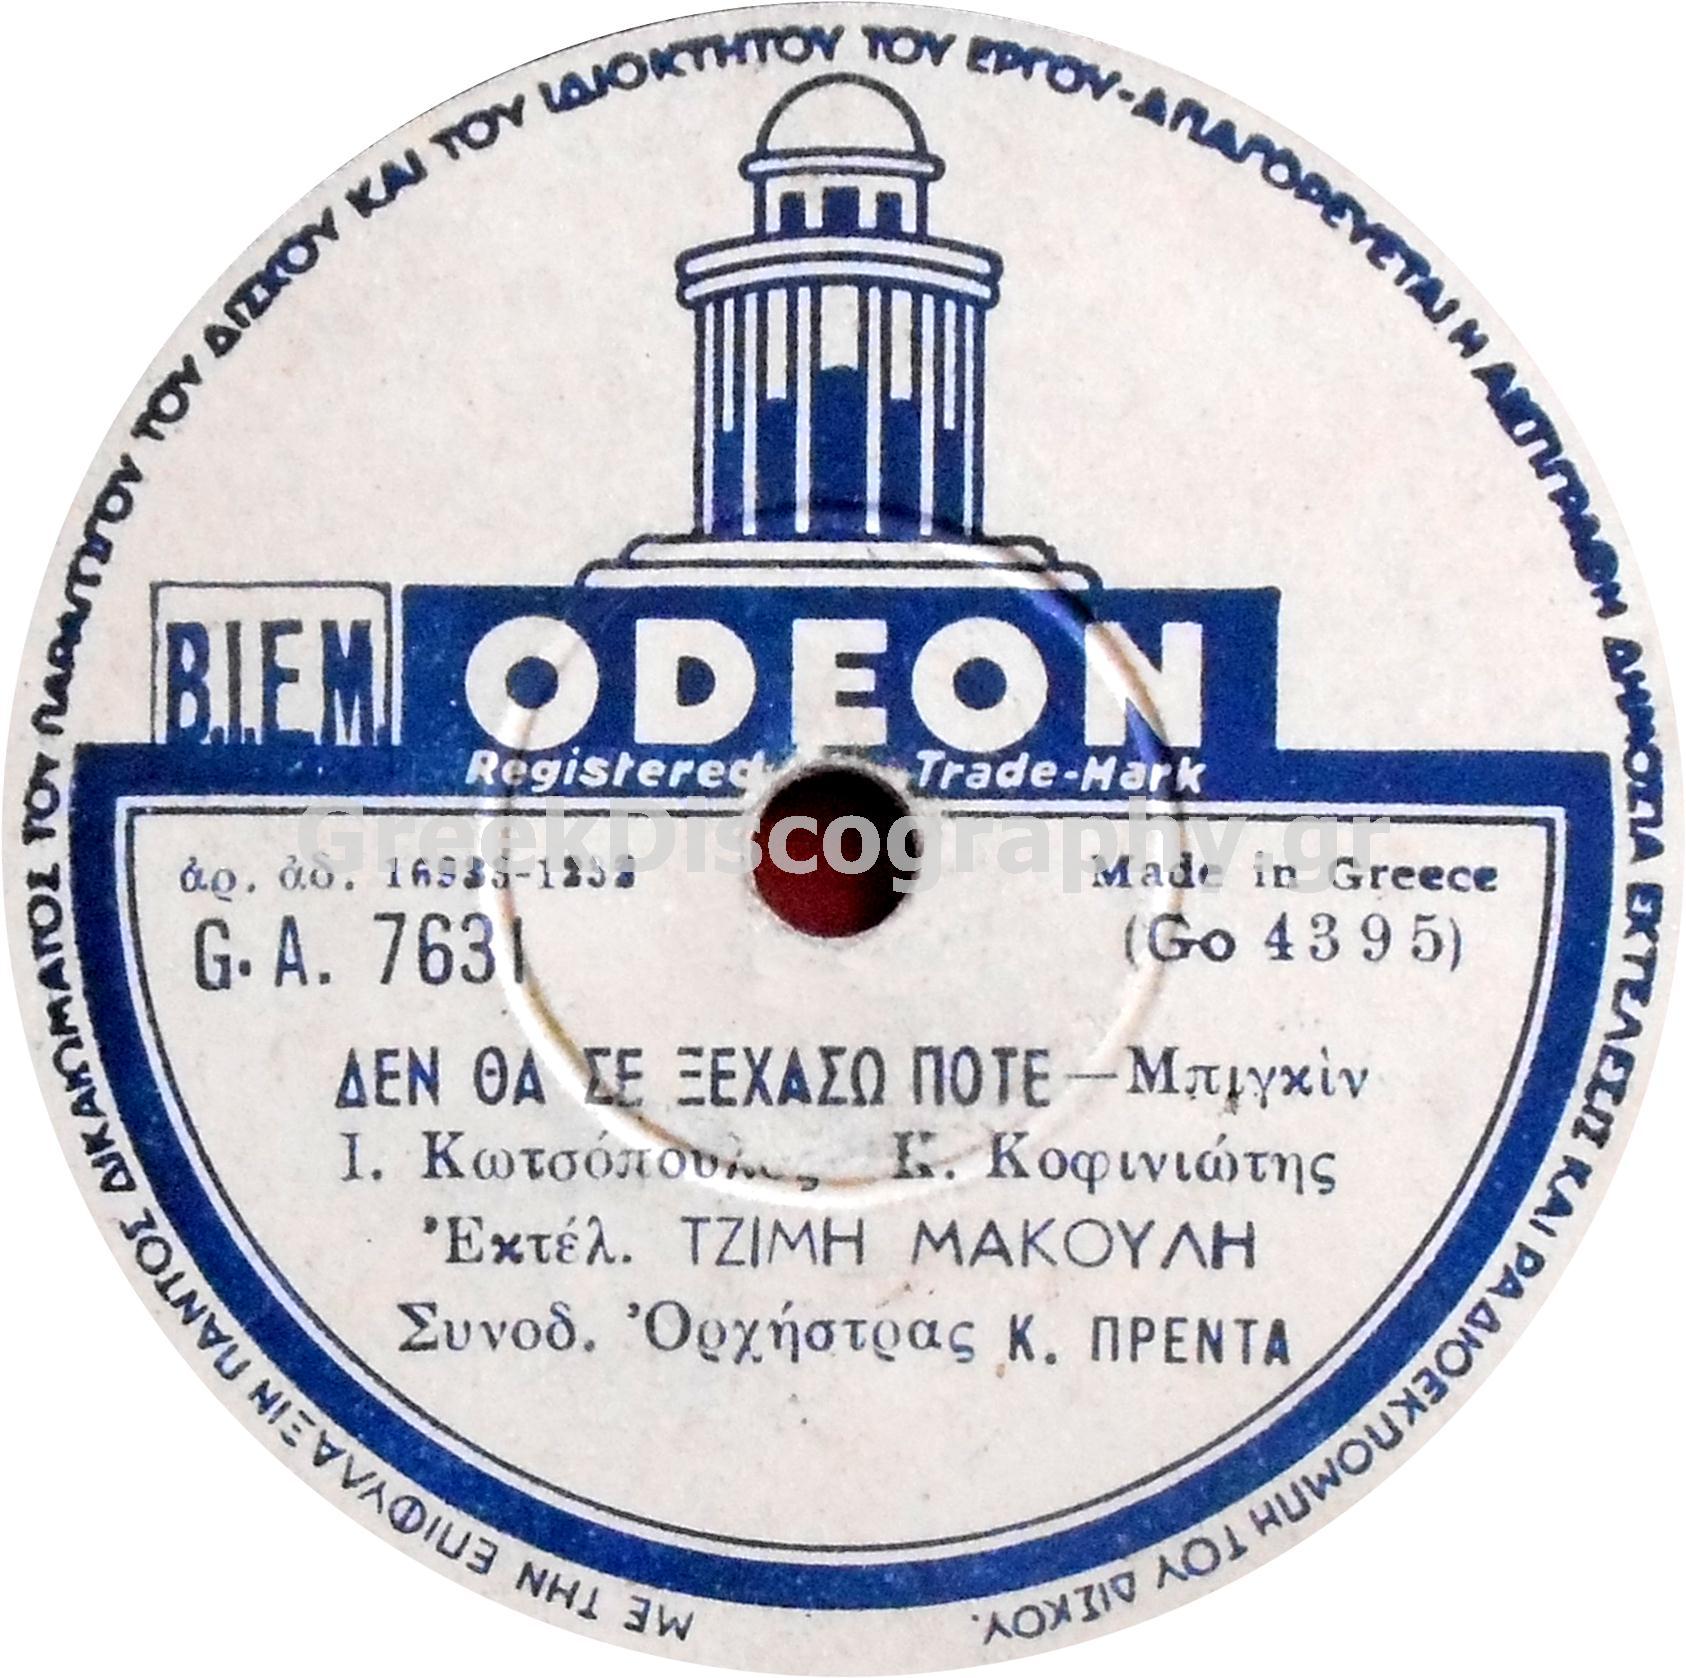 ΜΕ ΤΗΝ ΕΠΙΦΥΛΑΞΙΝ ΠΑΝΤΟΣ ΔΙΚΑΙΩΜΑΤΟΣ ΤΟΥ ΠΑΡΑΓΩΓΟΥ ΤΟΥ ΔΙΣΚΟΥ ΚΑΙ ΤΟΥ ΙΔΙΟΚΤΗΤΟΥ ΤΟΥ ΕΡΓΟΥ-ΑΠΑΓΟΡΕΥΕΤΑΙ Η ΑΝΤΙΓΡΑΦΗ ΔΗΜΟΣΙΑ ΕΚΤΕΛΕΣΙΣ ΚΑΙ ΡΑΔΙΟΕΚΠΟΜΠΗ ΤΟΥ ΔΙΣΚΟΥ.
B.I.E.M.
ODEON
Registered Trade-Mark
GreekDiscography.gr
ἀρ. ἀδ. Made in Greece
G.A. 7631 (Go 4395)
ΔΕΝ ΘΑ ΣΕ ΞΕΧΑΣΩ ΠΟΤΕ — Μπιγκὶν
Ι. Κωτσόπουλος Κ. Κοφινιώτης
Ἐκτέλ. ΤΖΙΜΗ ΜΑΚΟΥΛΗ
Συνοδ. Ὀρχήστρας Κ. ΠΡΕΝΤΑ